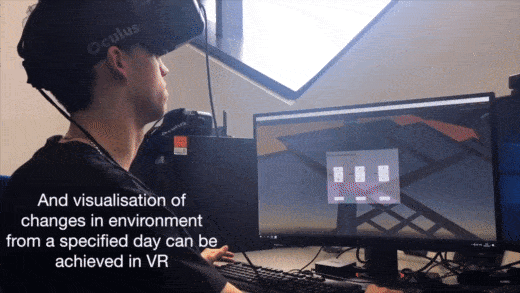 Oculus
And visualisation of
changes in environment
from a specified day can be
achieved in VR